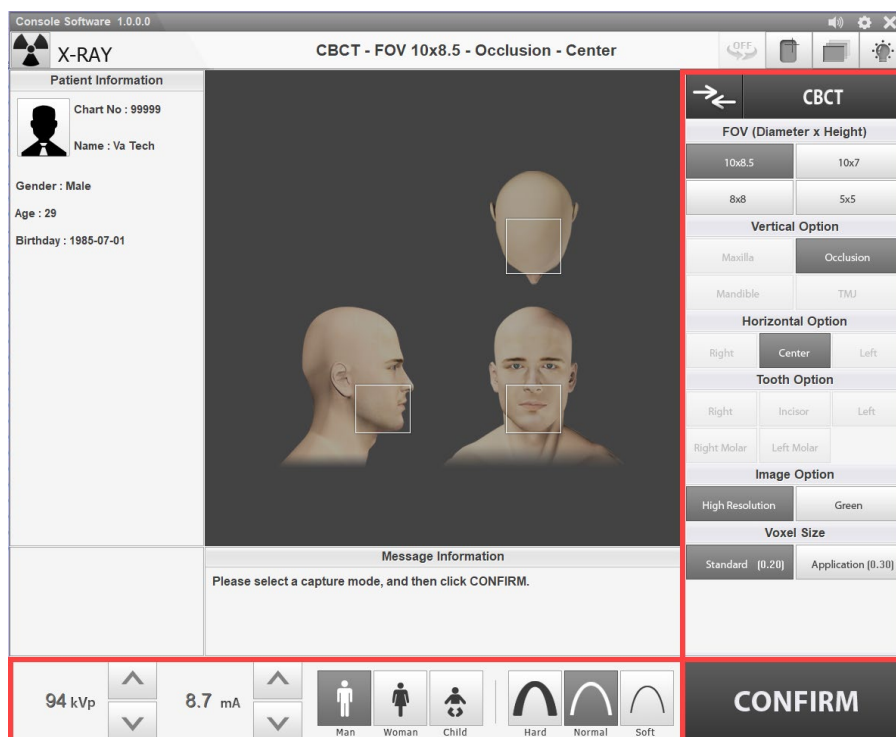 Console Software 1.0.0.0
X-RAY
CBCT - FOV 10x8.5 - Occlusion - Center
OFF
Patient Information
Chart No : 99999
Name : Va Tech
Gender : Male
Age : 29
Birthday : 1985-07-01
CBCT
FOV (Diameter x Height)
10x8.5 10x7
8x8 5x5
Vertical Option
Maxilla Occlusion
Mandible TMJ
Horizontal Option
Right Center Left
Tooth Option
Right Incisor Left
Right Molar Left Molar
Image Option
High Resolution Green
Voxel Size
Standard (0.20) Application (0.30)
Message Information
Please select a capture mode, and then click CONFIRM.
94 kVp 8.7 mA
Man Woman Child Hard Normal Soft
CONFIRM